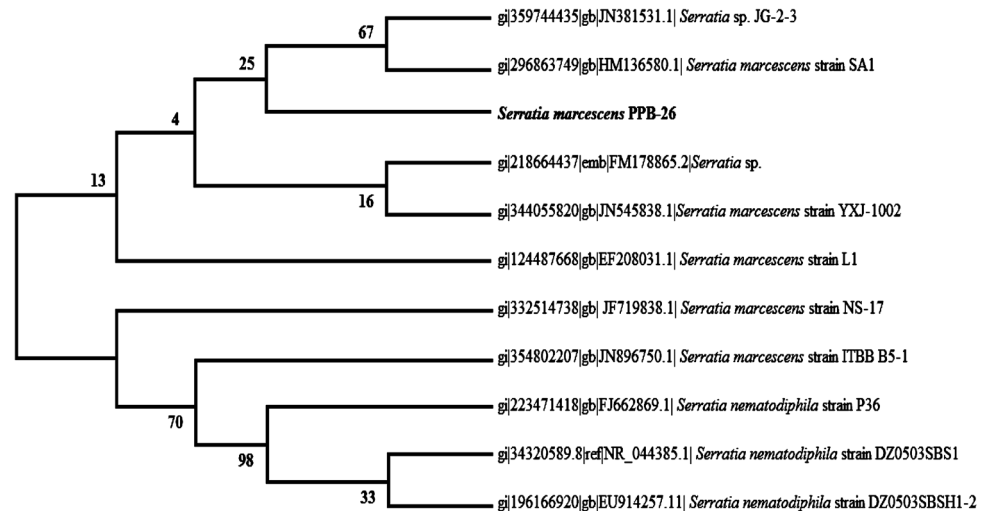 gi|359744435|gb|JN381531.1| Serratia sp. JG-2-3
67
gi|296863749|gb|HM136580.1| Serratia marcescens strain SA1
25
Serratia marcescens PPB-26
4
gi|218664437|emb|FM178865.2|Serratia sp.
16
gi|344055820|gb|JN545838.1|Serratia marcescens strain YXJ-1002
13
gi|124487668|gb|EF208031.1| Serratia marcescens strain L1
gi|332514738|gb| JF719838.1| Serratia marcescens strain NS-17
gi|354802207|gb|JN896750.1| Serratia marcescens strain ITBB B5-1
70
gi|223471418|gb|FJ662869.1| Serratia nematodiphila strain P36
98
gi|34320589.8|ref|NR_044385.1| Serratia nematodiphila strain DZ0503SBS1
33
gi|196166920|gb|EU914257.11| Serratia nematodiphila strain DZ0503SBSH1-2